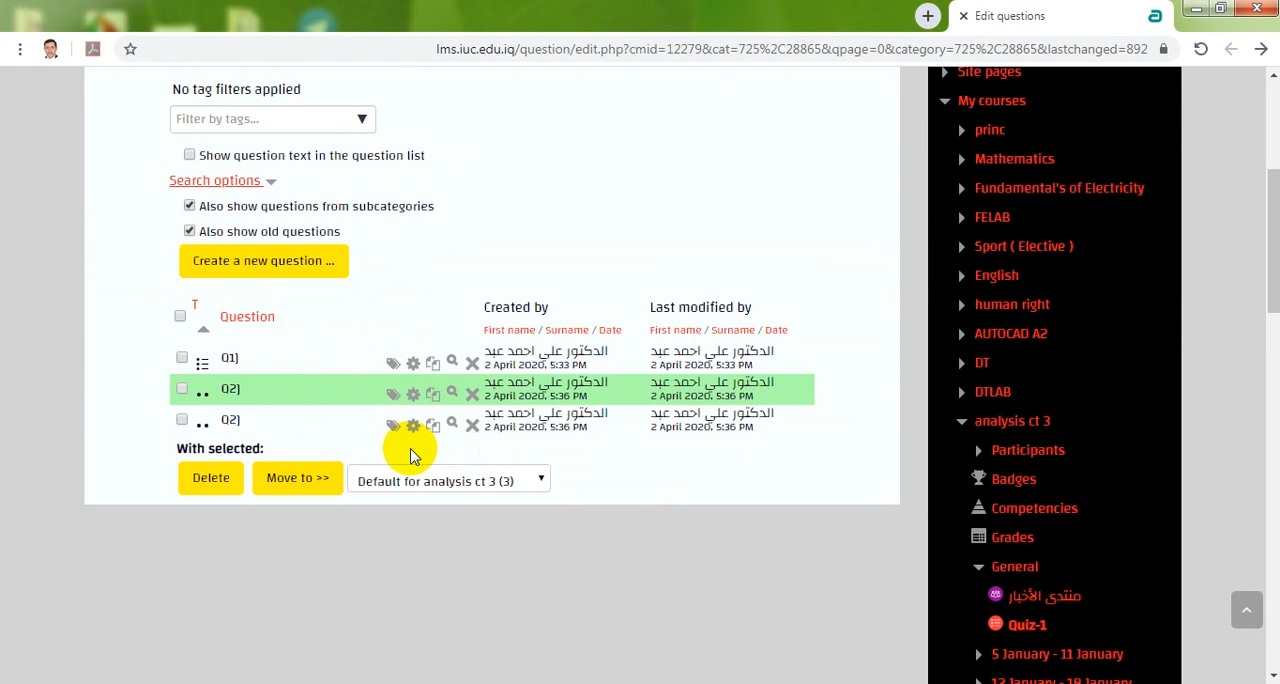 Edit questions
lms.iuc.edu.iq/question/edit.php?cmid=12279&cat=725%2C28865&qpage=0&category=725%2C28865&lastchanged=892
No tag filters applied
Filter by tags...
Show question text in the question list
Search options
Also show questions from subcategories
Also show old questions
Create a new question ...
T
Question
Created by
Last modified by
First name / Surname / Date
First name / Surname / Date
Q1]
الدكتور علي احمد عبد
2 April 2020, 5:33 PM
الدكتور علي احمد عبد
2 April 2020, 5:33 PM
Q2]
الدكتور علي احمد عبد
2 April 2020, 5:36 PM
الدكتور علي احمد عبد
2 April 2020, 5:36 PM
Q2]
الدكتور علي احمد عبد
2 April 2020, 5:36 PM
الدكتور علي احمد عبد
2 April 2020, 5:36 PM
With selected:
Delete
Move to >>
Default for analysis ct 3 (3)
Site pages
My courses
princ
Mathematics
Fundamental's of Electricity
FELAB
Sport ( Elective )
English
human right
AUTOCAD A2
DT
DTLAB
analysis ct 3
Participants
Badges
Competencies
Grades
General
منتدى الأخبار
Quiz-1
5 January - 11 January
12 January - 18 January